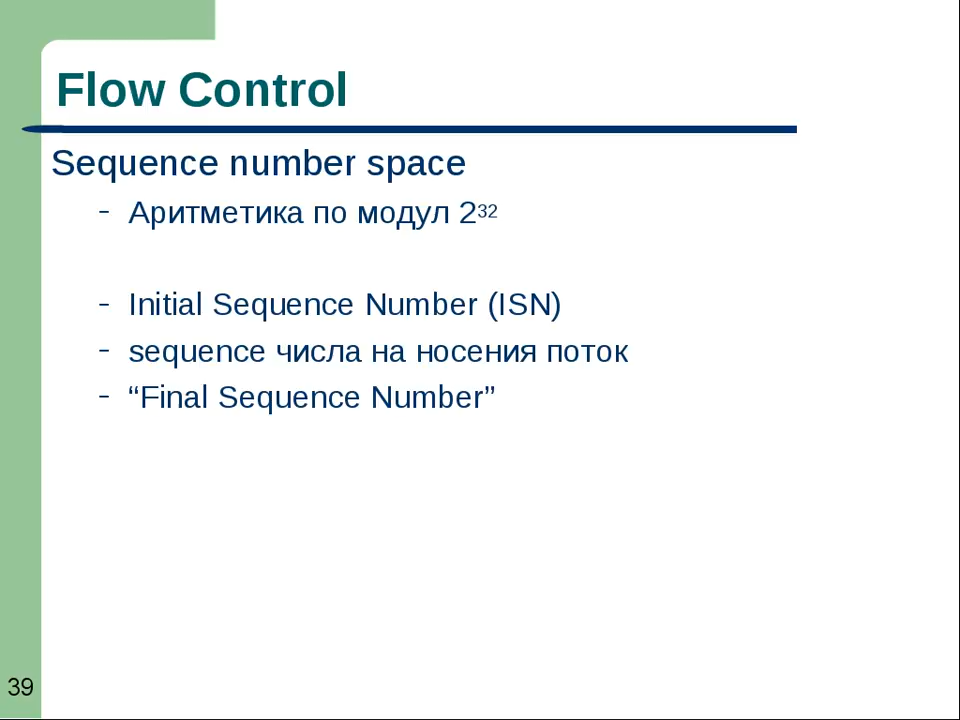 Flow Control
Sequence number space
- Аритметика по модул 2³²
- Initial Sequence Number (ISN)
- sequence числа на носения поток
- “Final Sequence Number”
39